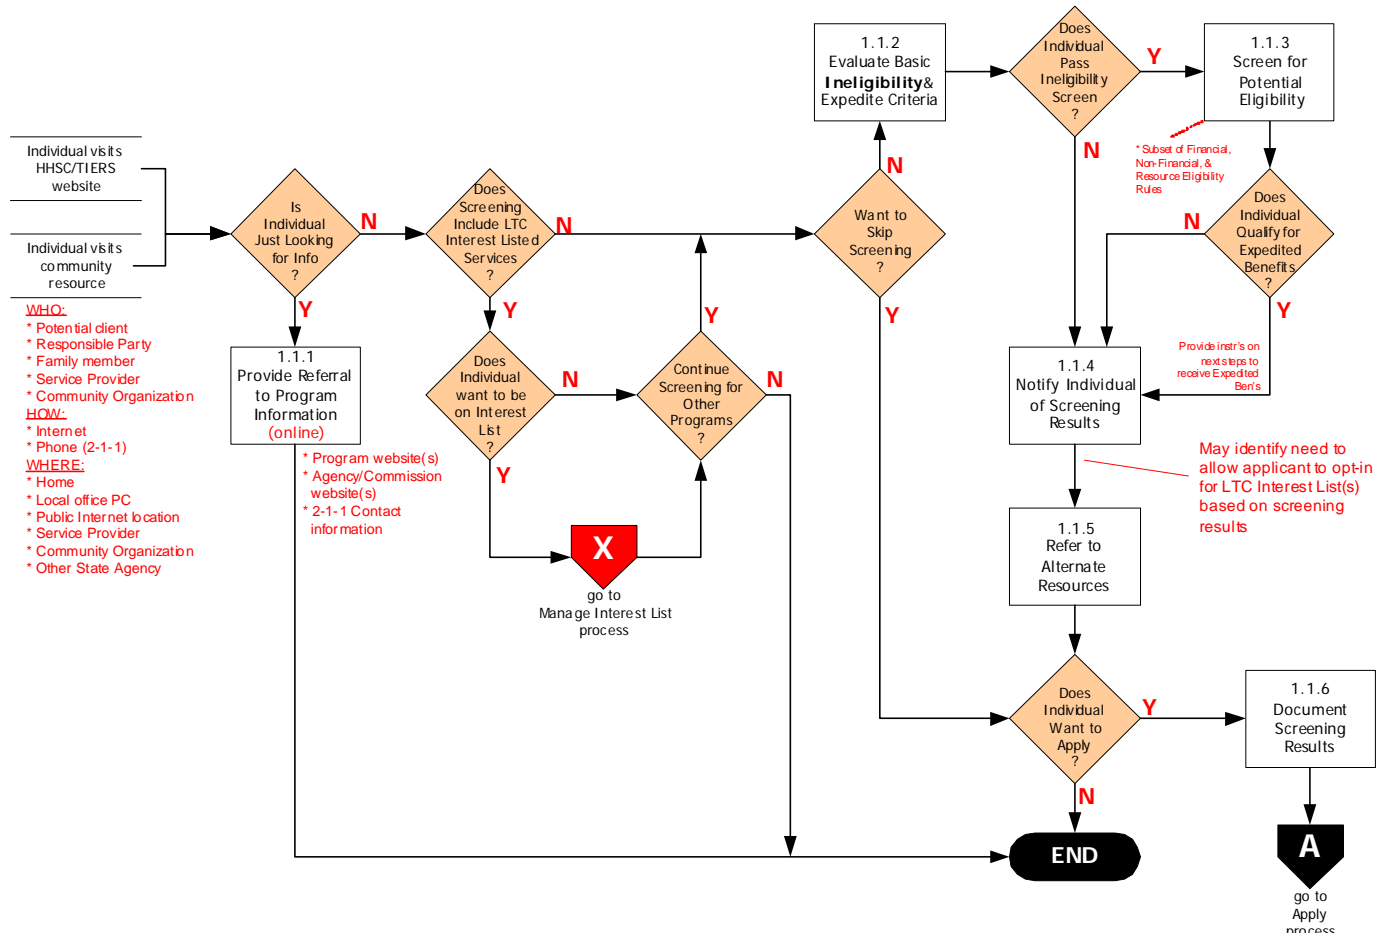 Individual visits
HHSC/TIERS
website
Individual visits
community
resource
WHO:
* Potential client
* Responsible Party
* Family member
* Service Provider
* Community Organization
HOW:
* Internet
* Phone (2-1-1)
WHERE:
* Home
* Local office PC
* Public Internet location
* Service Provider
* Community Organization
* Other State Agency
Is
Individual
Just Looking
for Info
?
N
Y
1.1.1
Provide Referral
to Program
Information
(online)
* Program website(s)
* Agency/Commission
website(s)
* 2-1-1 Contact
information
Does
Screening
Include LTC
Interest Listed
Services
?
N
Y
Does
Individual
want to be
on Interest
List
?
N
Y
X
go to
Manage Interest List
process
Continue
Screening for
Other
Programs
?
Y
N
Want to
Skip
Screening
?
N
Y
1.1.2
Evaluate Basic
Ineligibility &
Expedite Criteria
Does
Individual
Pass
Ineligibility
Screen
?
Y
N
1.1.3
Screen for
Potential
Eligibility
* Subset of Financial,
Non-Financial, &
Resource Eligibility
Rules
Does
Individual
Qualify for
Expedited
Benefits
?
N
Y
Provide instr's on
next steps to
receive Expedited
Ben's
1.1.4
Notify Individual
of Screening
Results
May identify need to
allow applicant to opt-in
for LTC Interest List(s)
based on screening
results
1.1.5
Refer to
Alternate
Resources
Does
Individual
Want to
Apply
?
Y
N
1.1.6
Document
Screening
Results
END
A
go to
Apply
process